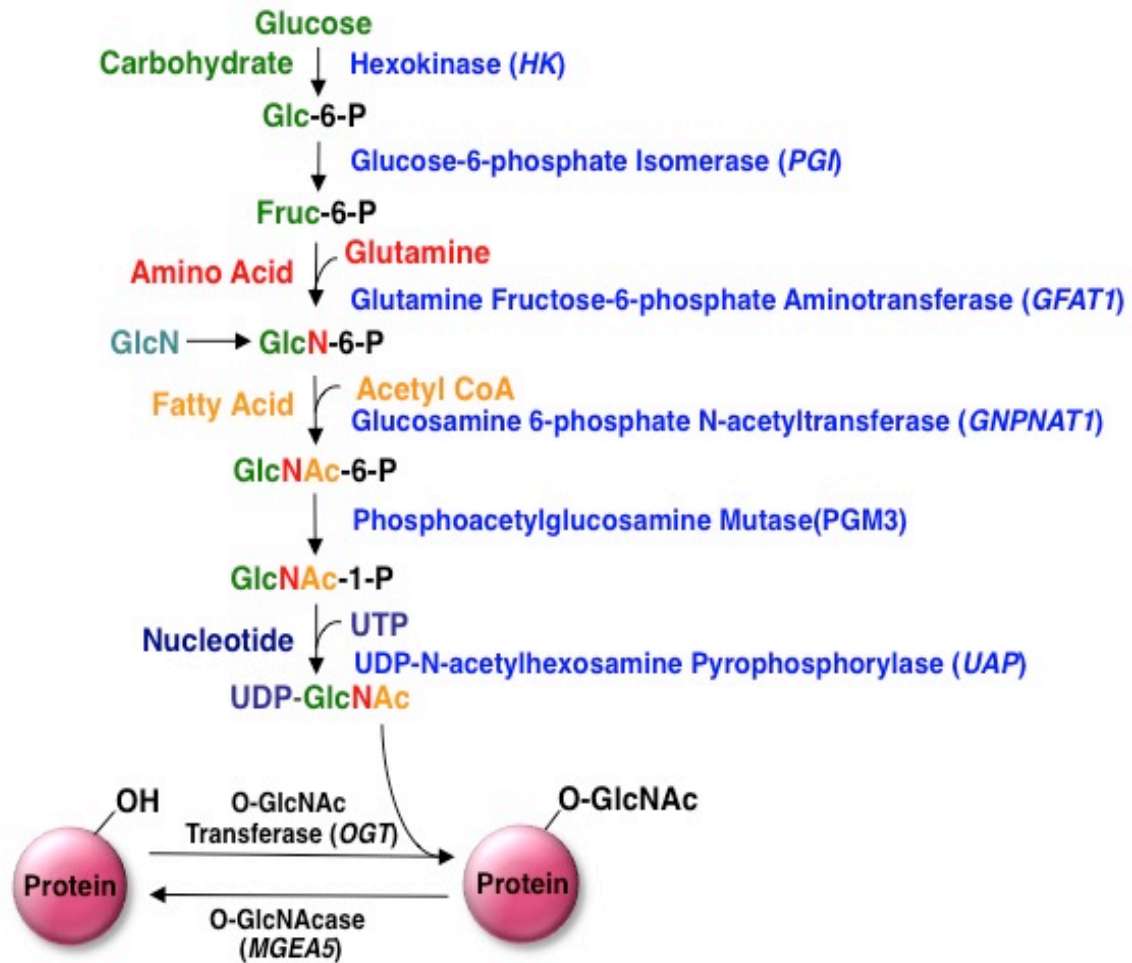 Glucose
Carbohydrate
Hexokinase (HK)
Glc-6-P
Glucose-6-phosphate Isomerase (PGI)
Fruc-6-P
Glutamine
Amino Acid
Glutamine Fructose-6-phosphate Aminotransferase (GFAT1)
GlcN
GlcN-6-P
Acetyl CoA
Fatty Acid
Glucosamine 6-phosphate N-acetyltransferase (GNPNAT1)
GlcNAc-6-P
Phosphoacetylglucosamine Mutase(PGM3)
GlcNAc-1-P
UTP
Nucleotide
UDP-N-acetylhexosamine Pyrophosphorylase (UAP)
UDP-GlcNAc
OH
O-GlcNAc
Transferase (OGT)
O-GlcNAc
Protein
Protein
O-GlcNAcase
(MGEA5)